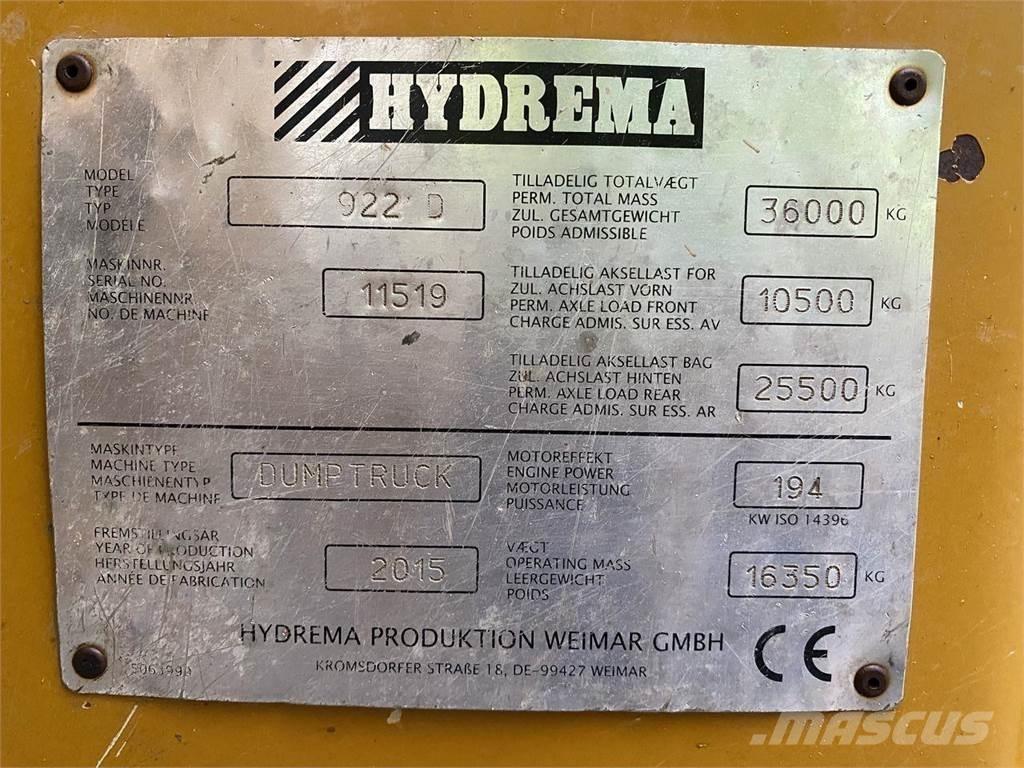 HYDREMA
MODEL
TYPE
TYP
MODELE
922 D
TILLADELIG TOTALVÆGT
PERM. TOTAL MASS
ZUL. GESAMTGEWICHT
POIDS ADMISSIBLE
36000 KG
MASKINNR.
SERIAL NO.
MASCHINENNR
NO. DE MACHINE
11519
TILLADELIG AKSELLAST FOR
ZUL. ACHSLAST VORN
PERM. AXLE LOAD FRONT
CHARGE ADMIS. SUR ESS. AV
10500 KG
TILLADELIG AKSELLAST BAG
ZUL. ACHSLAST HINTEN
PERM. AXLE LOAD REAR
CHARGE ADMIS. SUR ESS. AR
25500 KG
MASKINTYPE
MACHINE TYPE
MASCHIENENTYP
TYPE DE MACHINE
DUMPTRUCK
MOTOREFFEKT
ENGINE POWER
MOTORLEISTUNG
PUISSANCE
194
KW ISO 14396
FREMSTILLINGSÅR
YEAR OF PRODUCTION
HERSTELLUNGSJAHR
ANNÉE DE FABRICATION
2015
VÆGT
OPERATING MASS
LEERGEWICHT
POIDS
16350 KG
HYDREMA PRODUKTION WEIMAR GMBH
KROMSDORFER STRAßE 18, DE-99427 WEIMAR
CE
MASCUS